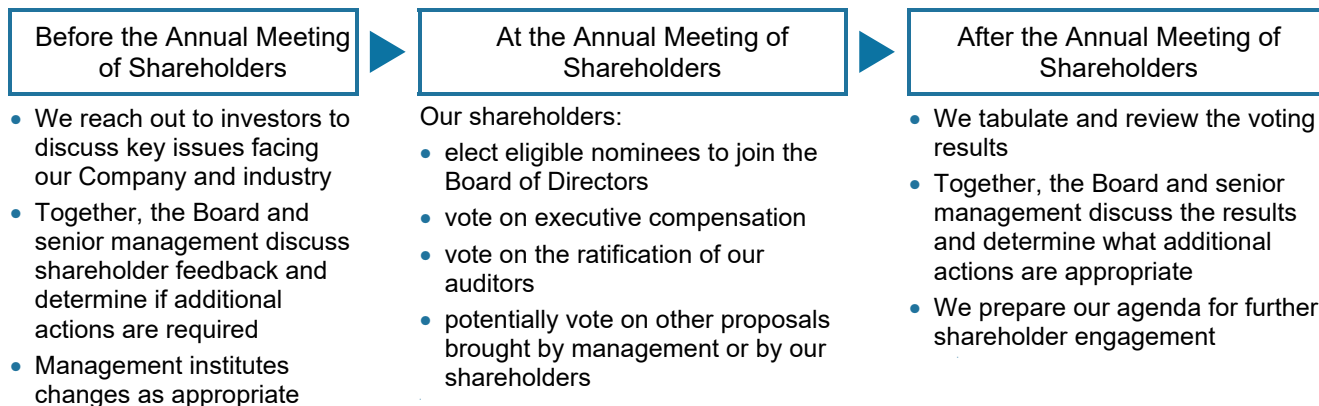 Before the Annual Meeting
of Shareholders
• We reach out to investors to
discuss key issues facing
our Company and industry
• Together, the Board and
senior management discuss
shareholder feedback and
determine if additional
actions are required
• Management institutes
changes as appropriate
At the Annual Meeting of
Shareholders
Our shareholders:
• elect eligible nominees to join the
Board of Directors
• vote on executive compensation
• vote on the ratification of our
auditors
• potentially vote on other proposals
brought by management or by our
shareholders
After the Annual Meeting of
Shareholders
• We tabulate and review the voting
results
• Together, the Board and senior
management discuss the results
and determine what additional
actions are appropriate
• We prepare our agenda for further
shareholder engagement